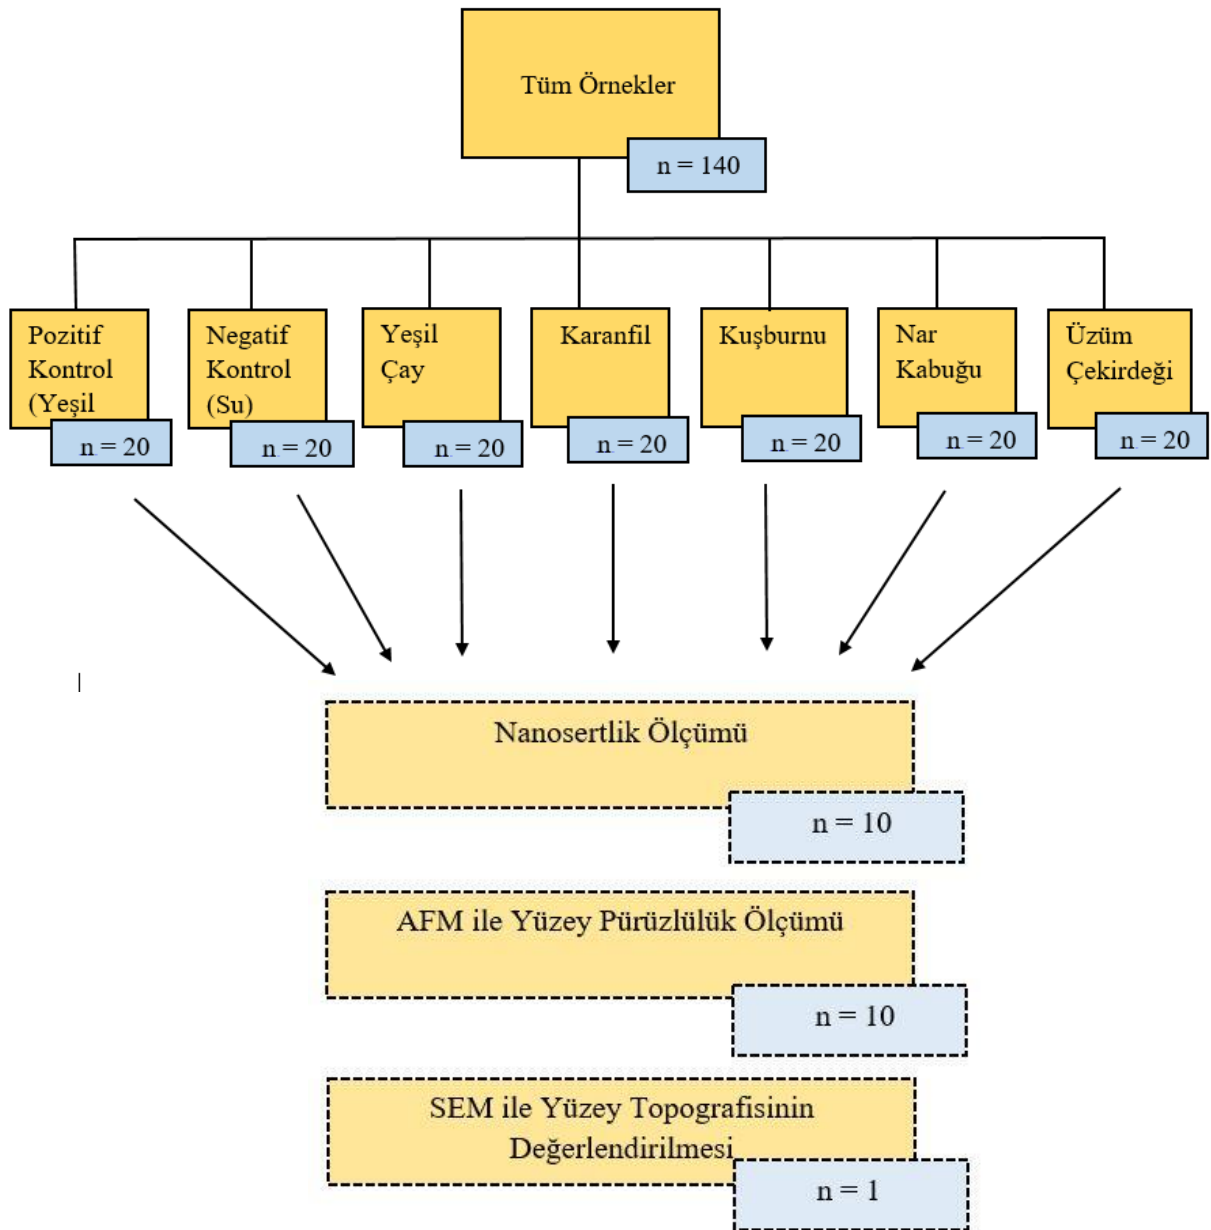 Tüm Örnekler
n = 140
Pozitif
Kontrol
(Yeşil
n = 20
Negatif
Kontrol
(Su)
n = 20
Yeşil
Çay
n = 20
Karanfil
n = 20
Kuşburnu
n = 20
Nar
Kabuğu
n = 20
Üzüm
Çekirdeği
n = 20
Nanosertlik Ölçümü
n = 10
AFM ile Yüzey Pürüzlülük Ölçümü
n = 10
SEM ile Yüzey Topografisinin
Değerlendirilmesi
n = 1